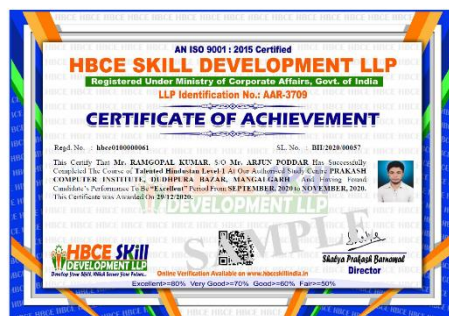 AN ISO 9001 : 2015 Certified
HBCE SKILL DEVELOPMENT LLP
Registered Under Ministry of Corporate Affairs, Govt. of India
LLP Identification No.: AAR-3709
CERTIFICATE OF ACHIEVEMENT
Regd. No. : hbce0100000061 SL. No. : BH/2020/00057
This Certify That Mr. RAMGOPAL KUMAR, S/O Mr. ARJUN PODDAR Has Successfully
Completed The Course of Talented Hindustan Level-1 At Our Authorised Study Centre PRAKASH
COMPUTER INSTITUTE, DUDHPURA BAZAR, MANGALGARH And Having Found
Candidate's Performance To Be "Excellent" Period From SEPTEMBER, 2020 to NOVEMBER, 2020.
This Certificate was Awarded On 29/12/2020.
DEVELOPMENT LLP
SAMPLE
HBCE SKill
DEVELOPMENT LLP
Shatya Prakash Barnawal
Director
Online Verification Available on www.hbceskillindia.in
Excellent>=80% Very Good>=70% Good>=60% Fair>=50%